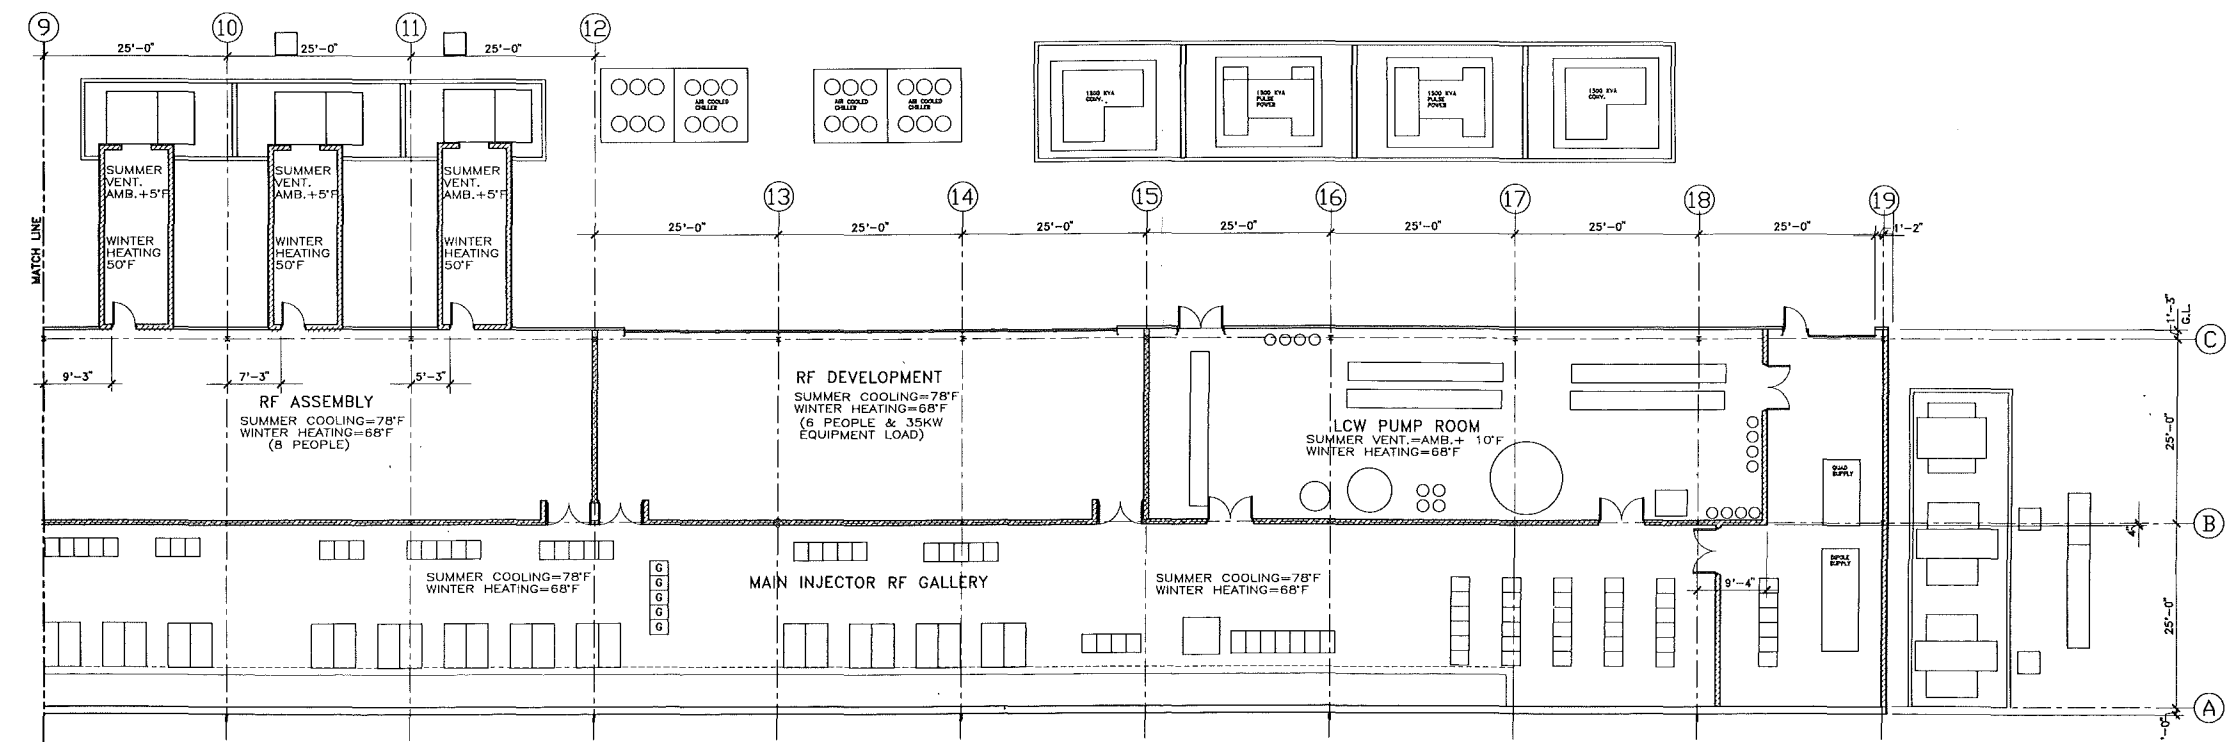 9
10
11
12
25'-0"
25'-0"
25'-0"
AIR COOLED
CHILLER
AIR COOLED
CHILLER
AIR COOLED
CHILLER
1500 KVA
CONV.
1500 KVA
PULSE
POWER
1500 KVA
PULSE
POWER
1500 KVA
CONV.
SUMMER
VENT.
AMB.+5°F
WINTER
HEATING
50°F
SUMMER
VENT.
AMB.+5°F
WINTER
HEATING
50°F
SUMMER
VENT.
AMB.+5°F
WINTER
HEATING
50°F
MATCH LINE
13
14
15
16
17
18
19
25'-0"
25'-0"
25'-0"
25'-0"
25'-0"
25'-0"
25'-0"
1'-2"
1'-3"
G.L.
C
9'-3"
7'-3"
5'-3"
RF ASSEMBLY
SUMMER COOLING=78°F
WINTER HEATING=68°F
(8 PEOPLE)
RF DEVELOPMENT
SUMMER COOLING=78°F
WINTER HEATING=68°F
(6 PEOPLE & 35KW
EQUIPMENT LOAD)
LCW PUMP ROOM
SUMMER VENT.=AMB.+ 10°F
WINTER HEATING=68°F
QUAD
SUPPLY
25'-0"
B
4"
G
G
G
G
G
SUMMER COOLING=78°F
WINTER HEATING=68°F
MAIN INJECTOR RF GALLERY
SUMMER COOLING=78°F
WINTER HEATING=68°F
9'-4"
DIPOLE
SUPPLY
25'-0"
A